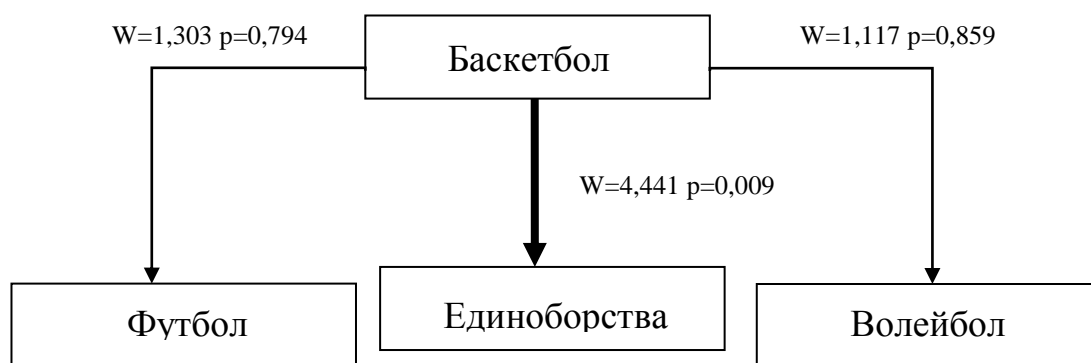 W=1,303 p=0,794
Баскетбол
W=1,117 p=0,859
W=4,441 p=0,009
Футбол
Единоборства
Волейбол